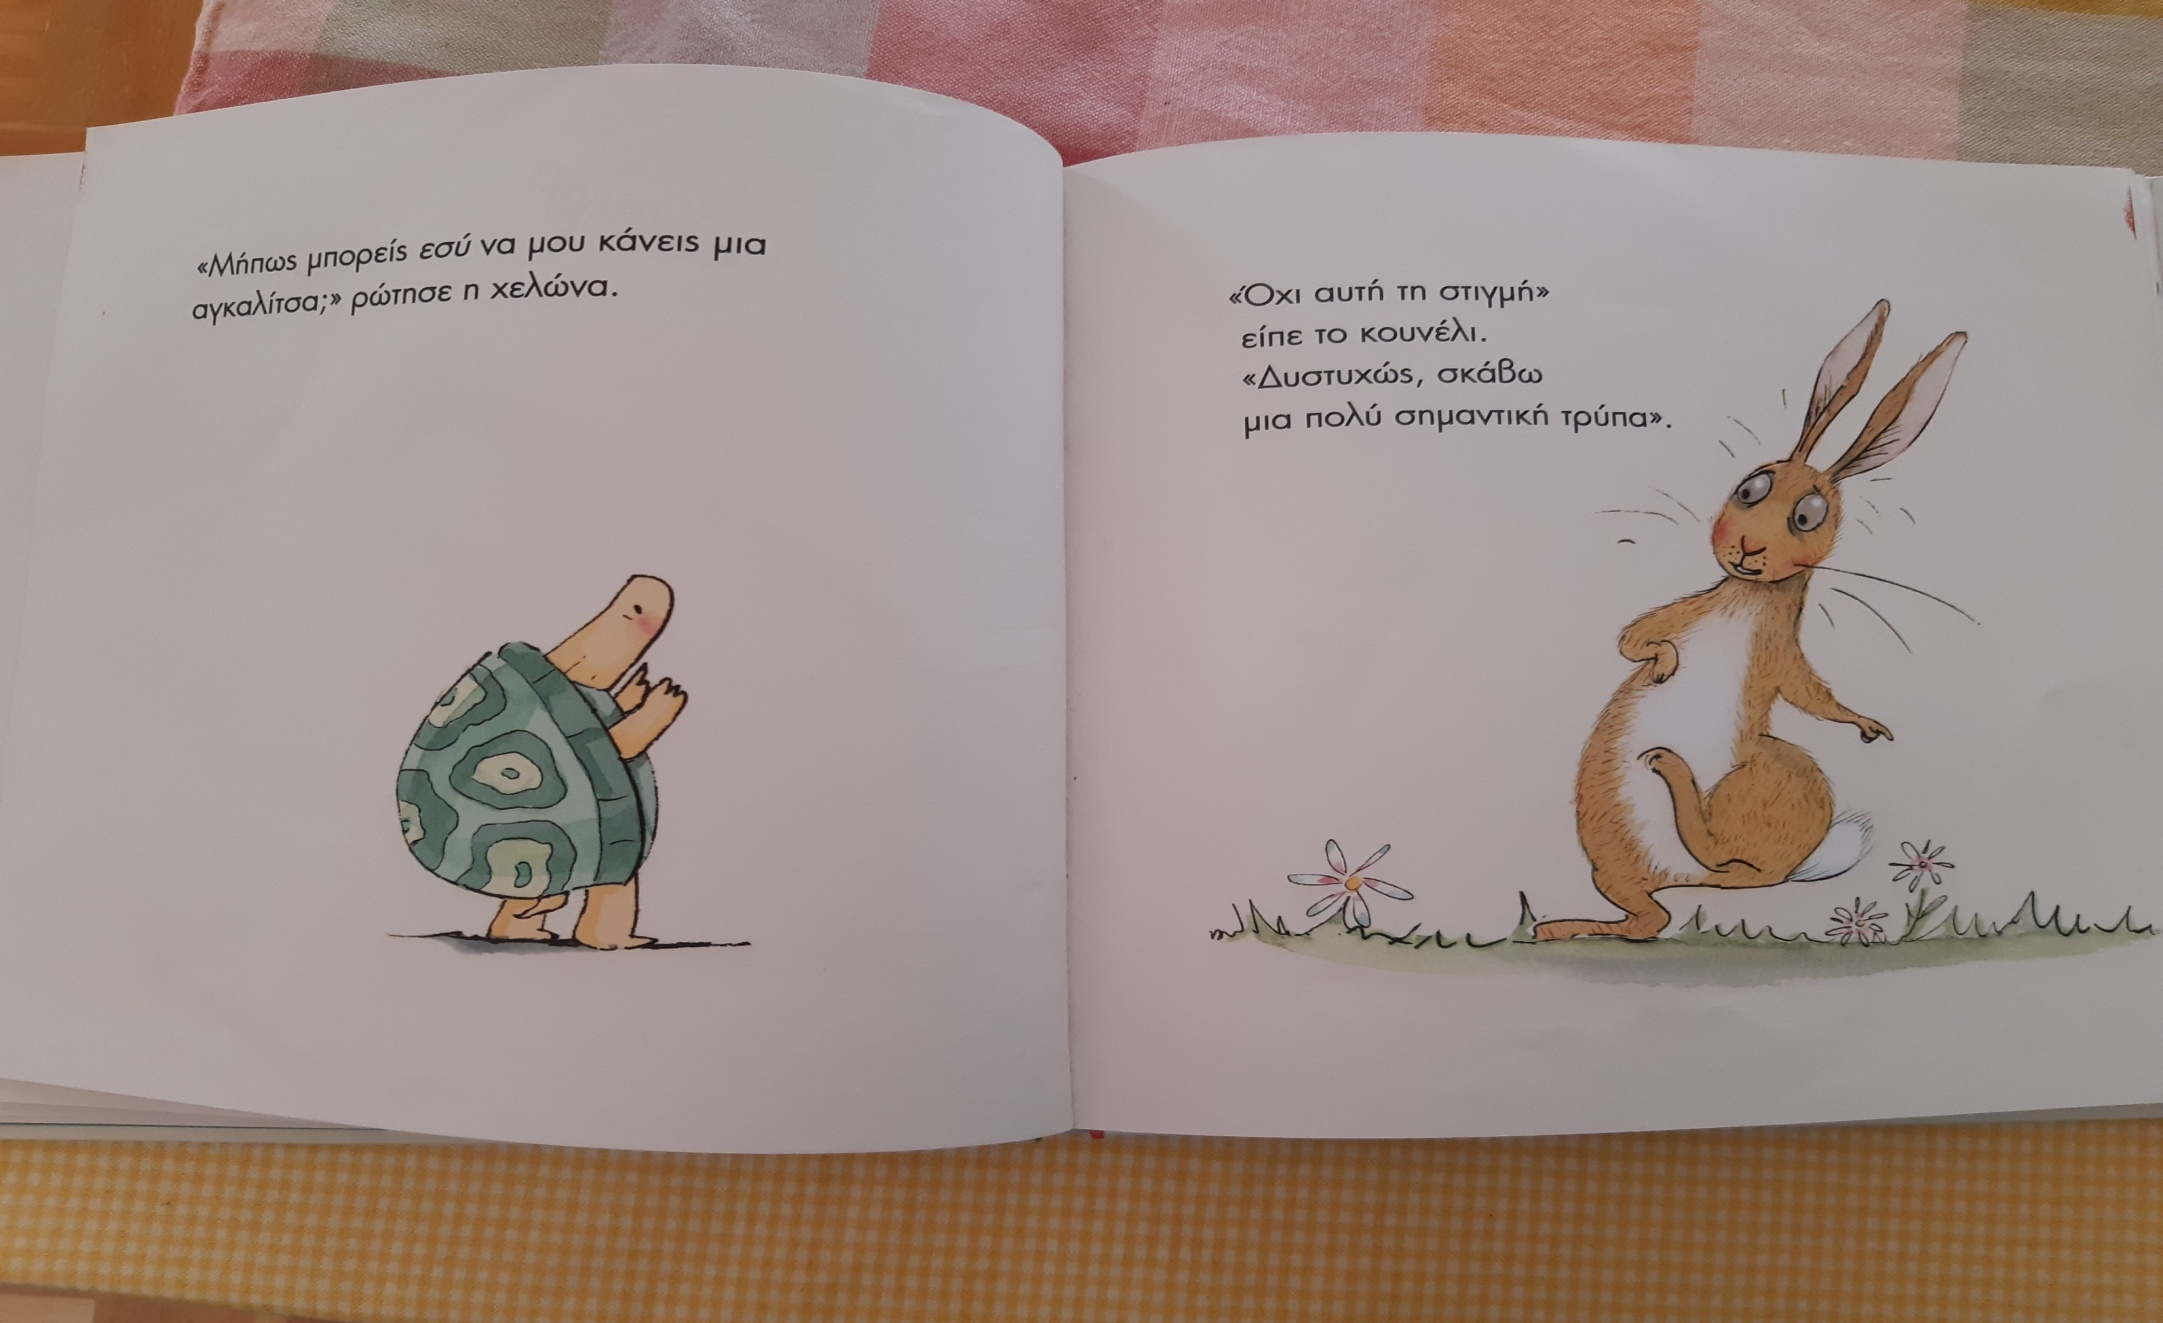 «Μήπως μπορείς εσύ να μου κάνεις μια
αγκαλίτσα;» ρώτησε η χελώνα.
«Όχι αυτή τη στιγμή»
είπε το κουνέλι.
«Δυστυχώς, σκάβω
μια πολύ σημαντική τρύπα».